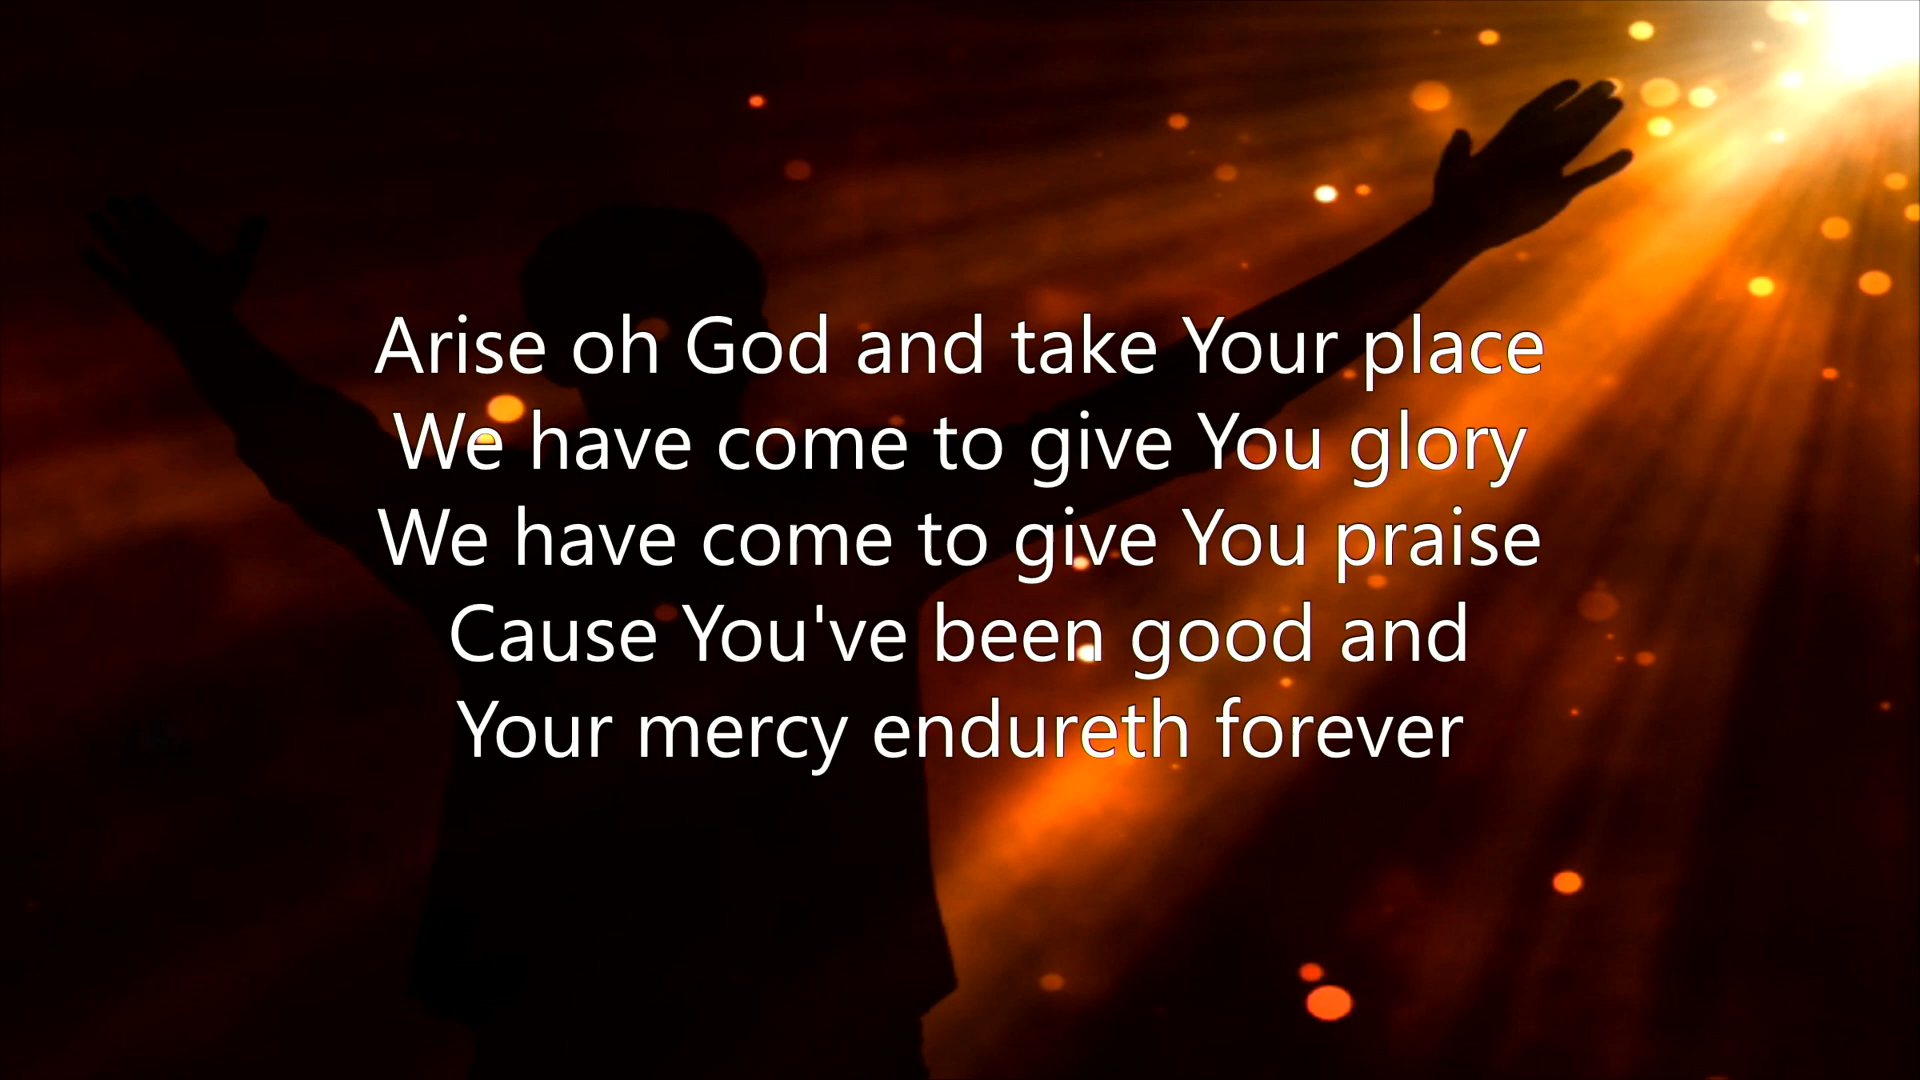 Arise oh God and take Your place
We have come to give You glory
We have come to give You praise
Cause You've been good and
Your mercy endureth forever